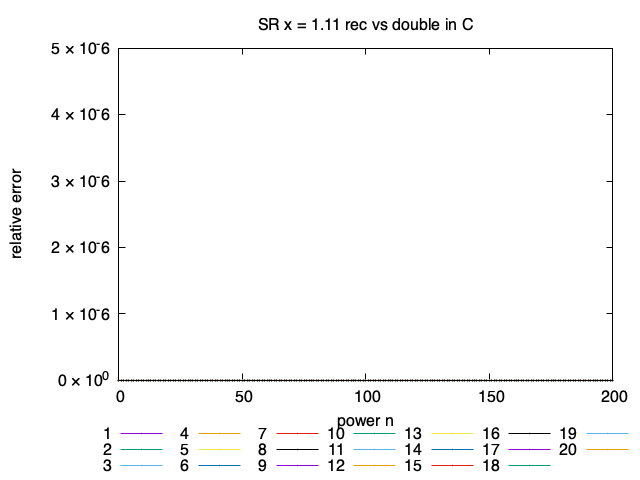 SR x = 1.11 rec vs double in C
5 × 10-6
4 × 10-6
3 × 10-6
2 × 10-6
1 × 10-6
0 × 10⁰
relative error
0 50 100 150 200
power n
1 4 7 10 13 16 19
2 5 8 11 14 17 20
3 6 9 12 15 18